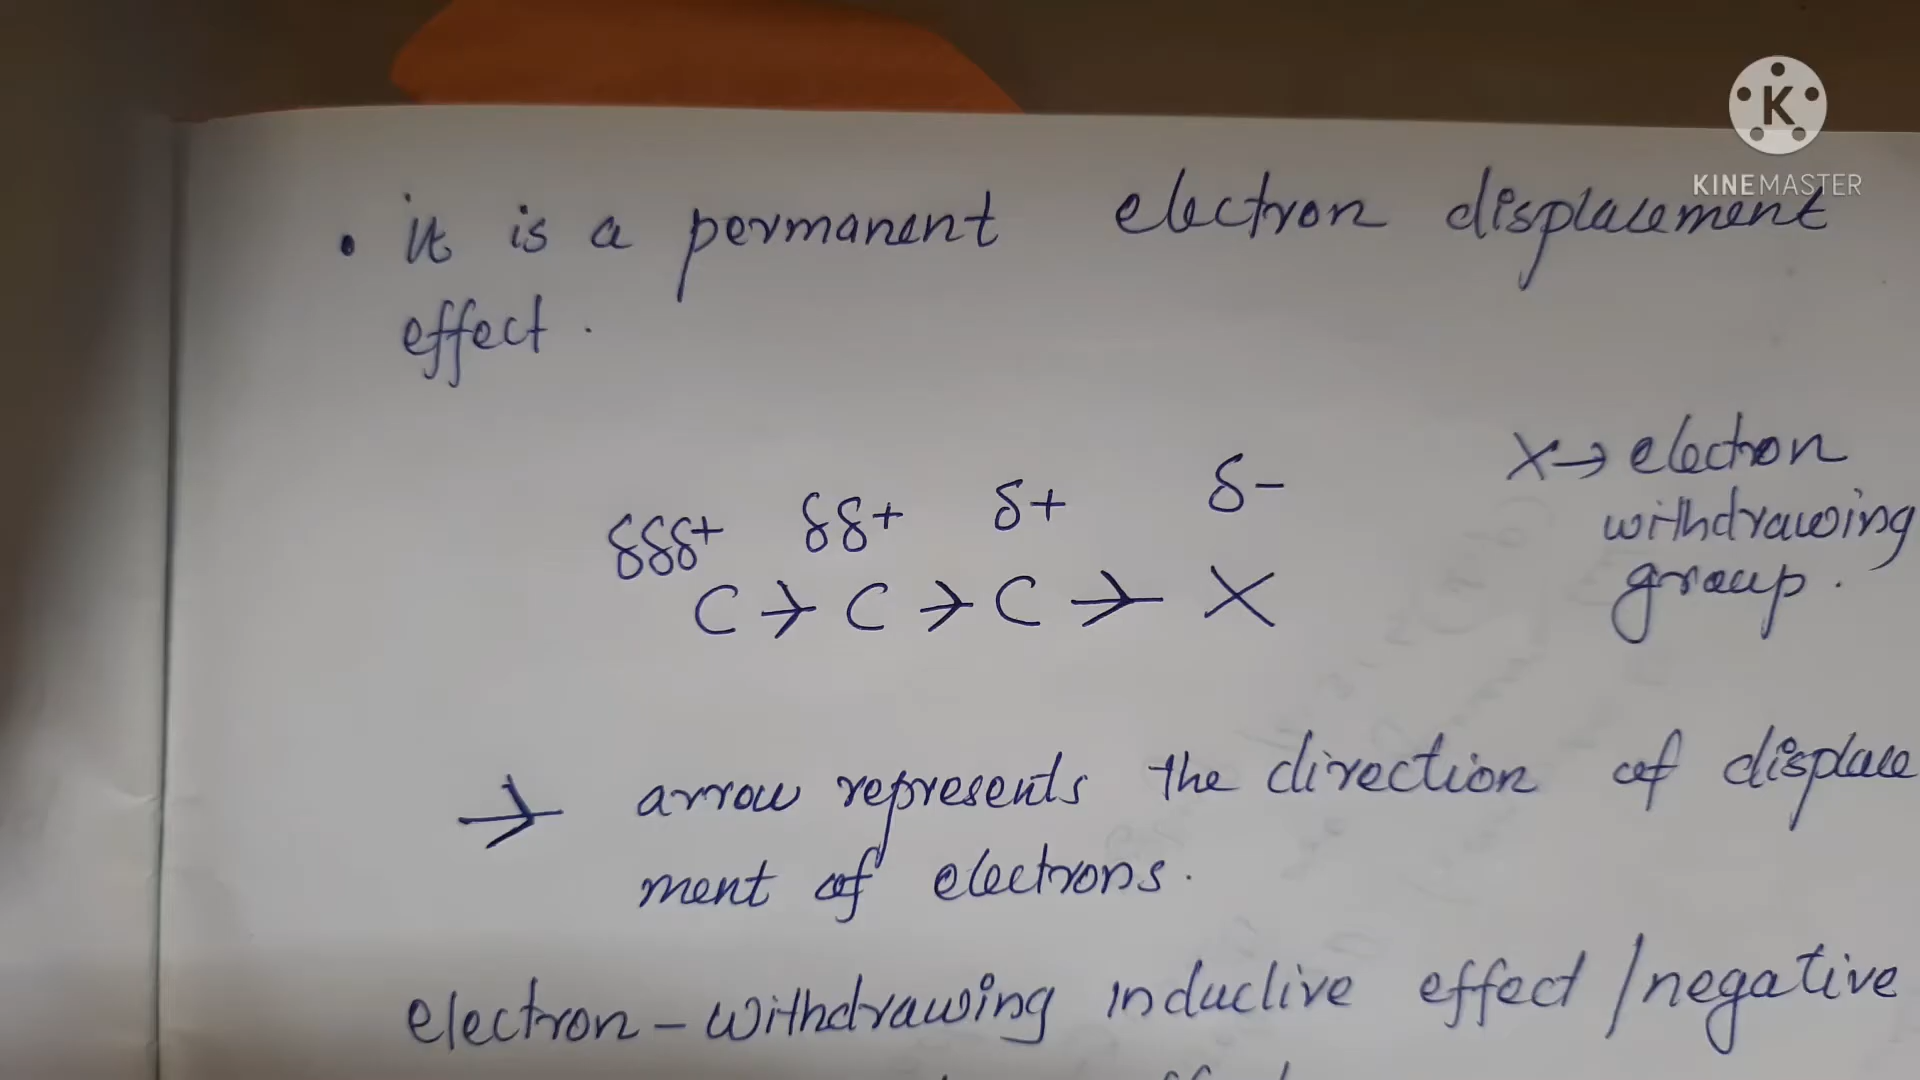 KINEMASTER
• it is a permanent electron displacement
effect.
δδδ+ δδ+ δ+ δ-
C → C → C → X
X → electron
withdrawing
group.
→ arrow represents the direction of displace
ment of electrons.
electron-withdrawing inductive effect/negative